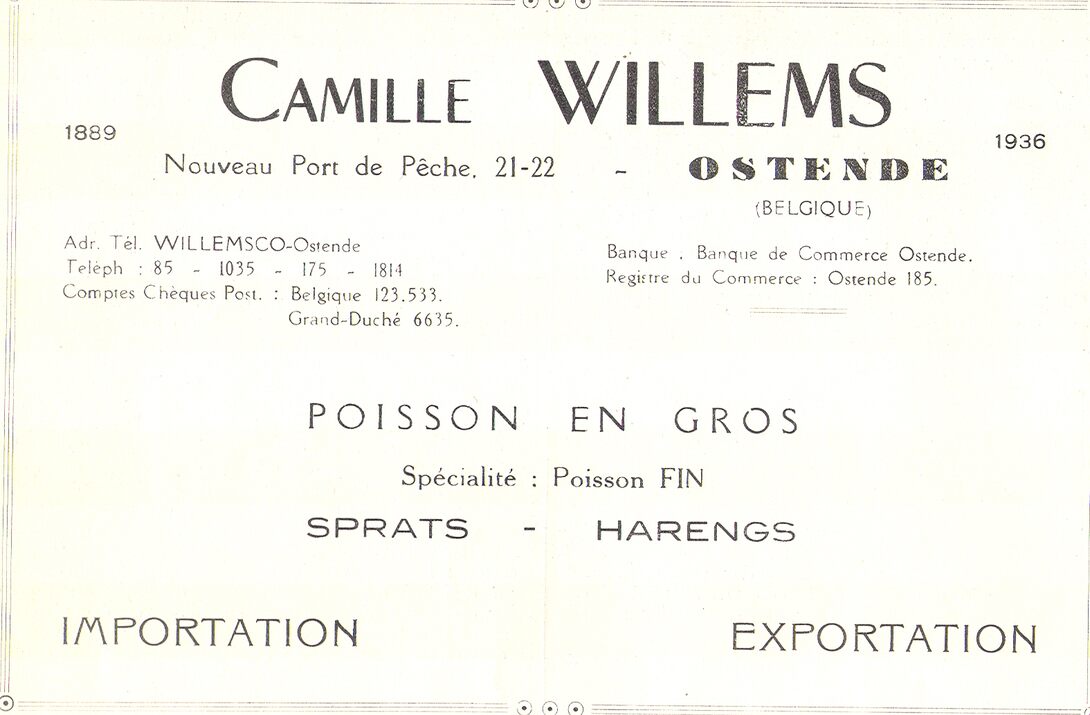 CAMILLE WILLEMS
1889
1936
Nouveau Port de Pêche, 21-22 - OSTENDE
(BELGIQUE)
Adr. Tél. WILLEMSCO-Ostende
Teléph : 85 - 1035 - 175 - 1814
Comptes Chèques Post. : Belgique 123.533.
Grand-Duché 6635.
Banque . Banque de Commerce Ostende.
Registre du Commerce : Ostende 185.
POISSON EN GROS
Spécialité : Poisson FIN
SPRATS - HARENGS
IMPORTATION
EXPORTATION